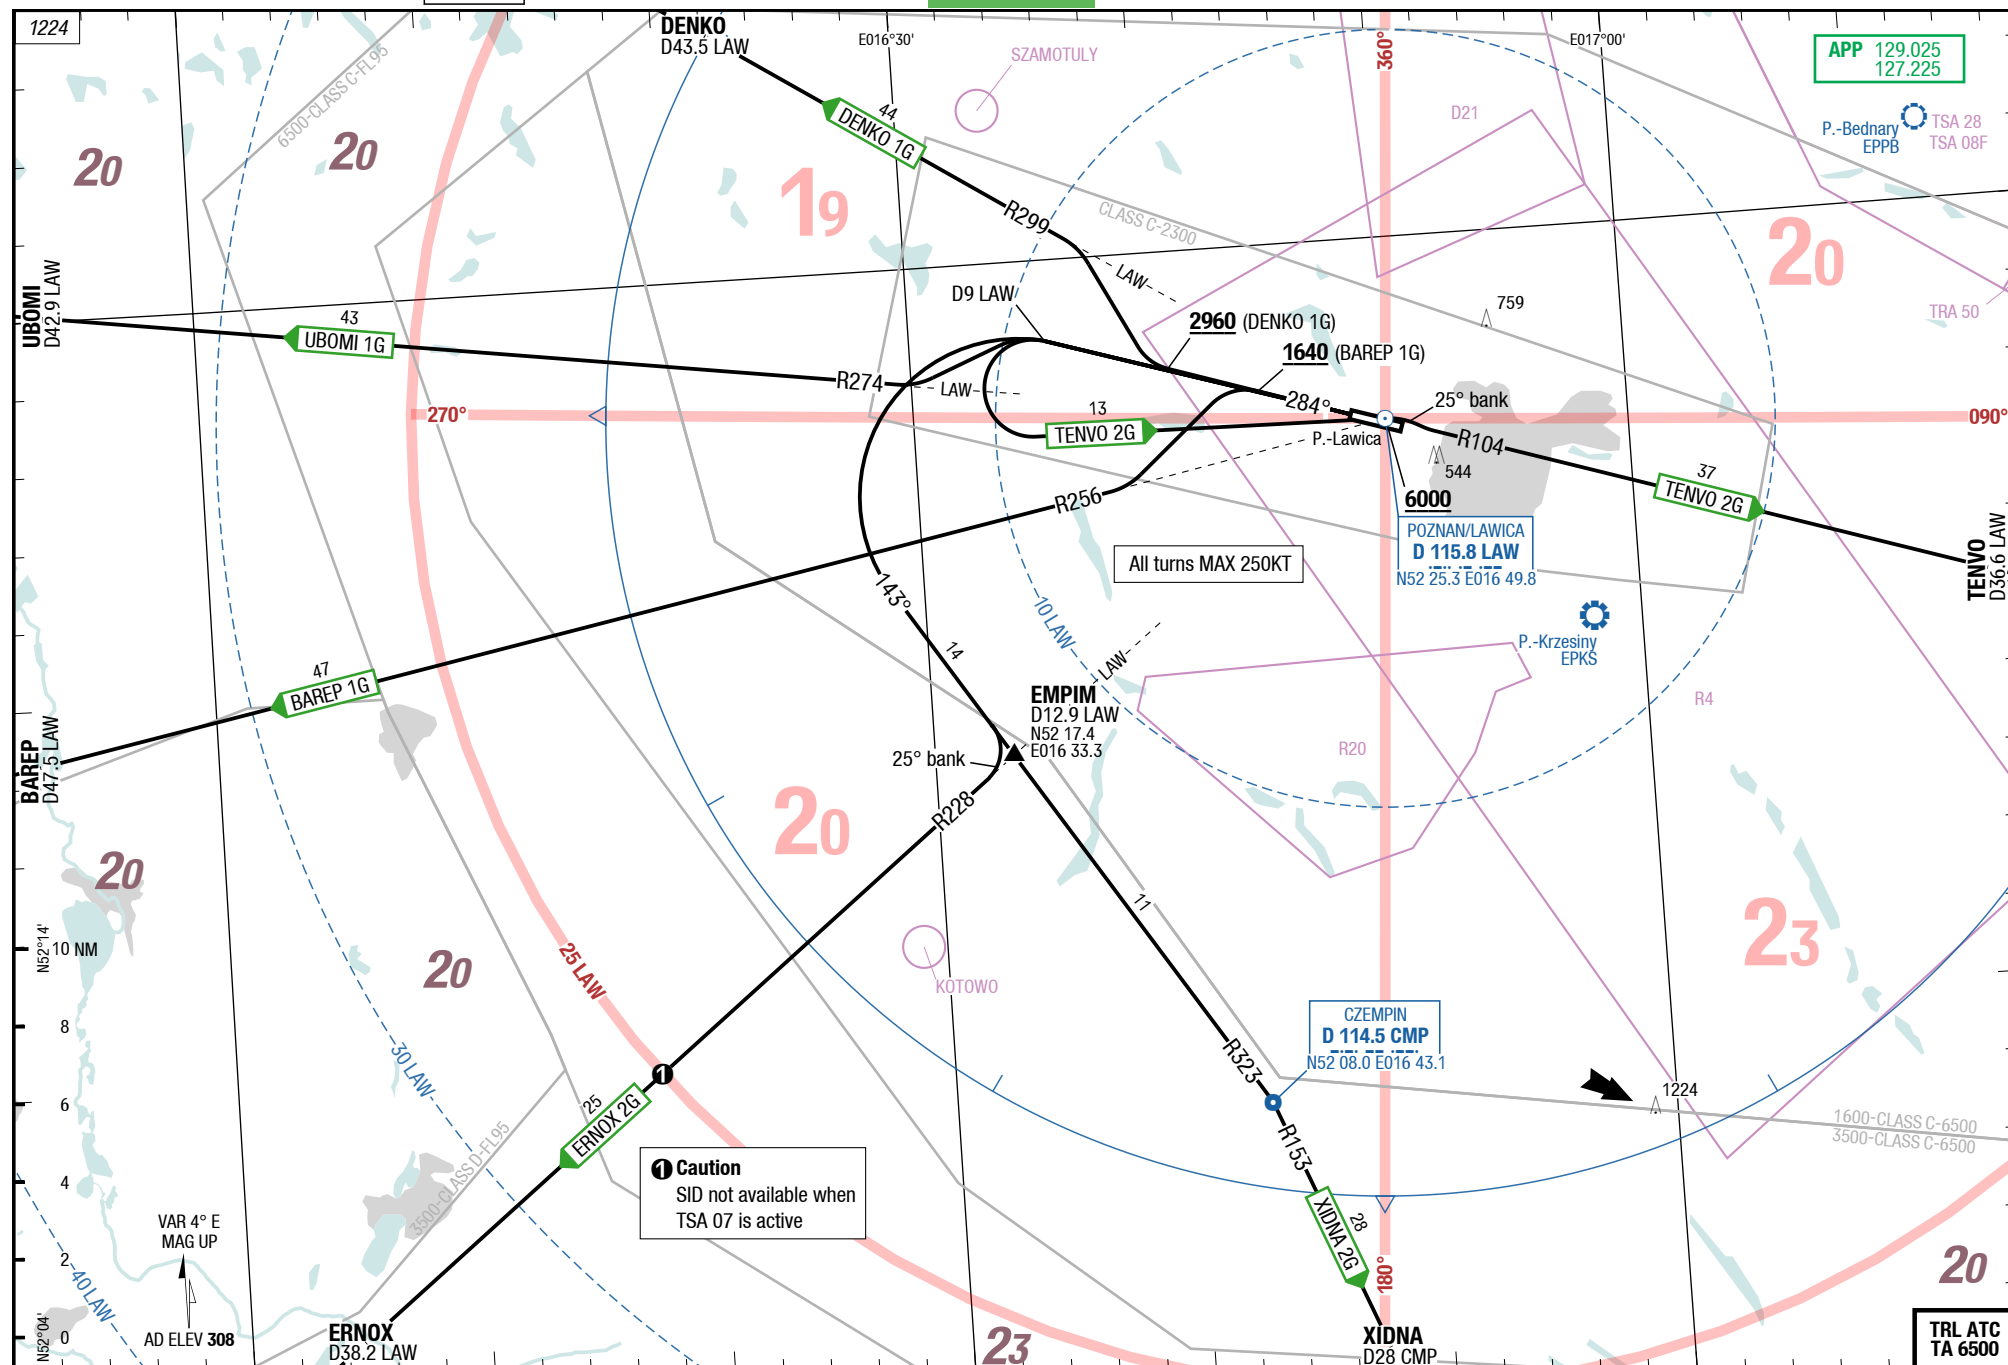 1224
DENKO
D43.5 LAW
E016°30'
SZAMOTULY
360°
E017°00'
APP 129.025
127.225
6500-CLASS C-FL95
20
20
44
DENKO 1G
19
D21
P.-Bednary
EPPB
TSA 28
TSA 08F
R299
CLASS C-2300
LAW
20
UBOMI
D42.9 LAW
43
UBOMI 1G
D9 LAW
2960 (DENKO 1G)
759
TRA 50
1640 (BAREP 1G)
R274
LAW
284°
25° bank
270°
13
TENVO 2G
P.-Lawica
R104
090°
544
37
TENVO 2G
R256
6000
POZNAN/LAWICA
D 115.8 LAW
N52 25.3 E016 49.8
TENVO
D36.6 LAW
All turns MAX 250KT
143°
10 LAW
14
P.-Krzesiny
EPKS
LAW
47
BAREP 1G
EMPIM
D12.9 LAW
N52 17.4
E016 33.3
R4
R20
BAREP
D47.5 LAW
25° bank
R228
20
20
11
23
N52°14'
10 NM
25 LAW
20
KOTOWO
CZEMPIN
D 114.5 CMP
N52 08.0 E016 43.1
8
30 LAW
R323
1
6
25
ERNOX 2G
1224
1600-CLASS C-6500
3500-CLASS C-6500
R153
3500-CLASS D-FL95
1 Caution
SID not available when
TSA 07 is active
4
28
XIDNA 2G
VAR 4° E
MAG UP
2
40 LAW
180°
20
N52°04'
0
AD ELEV 308
ERNOX
D38.2 LAW
23
XIDNA
D28 CMP
TRL ATC
TA 6500